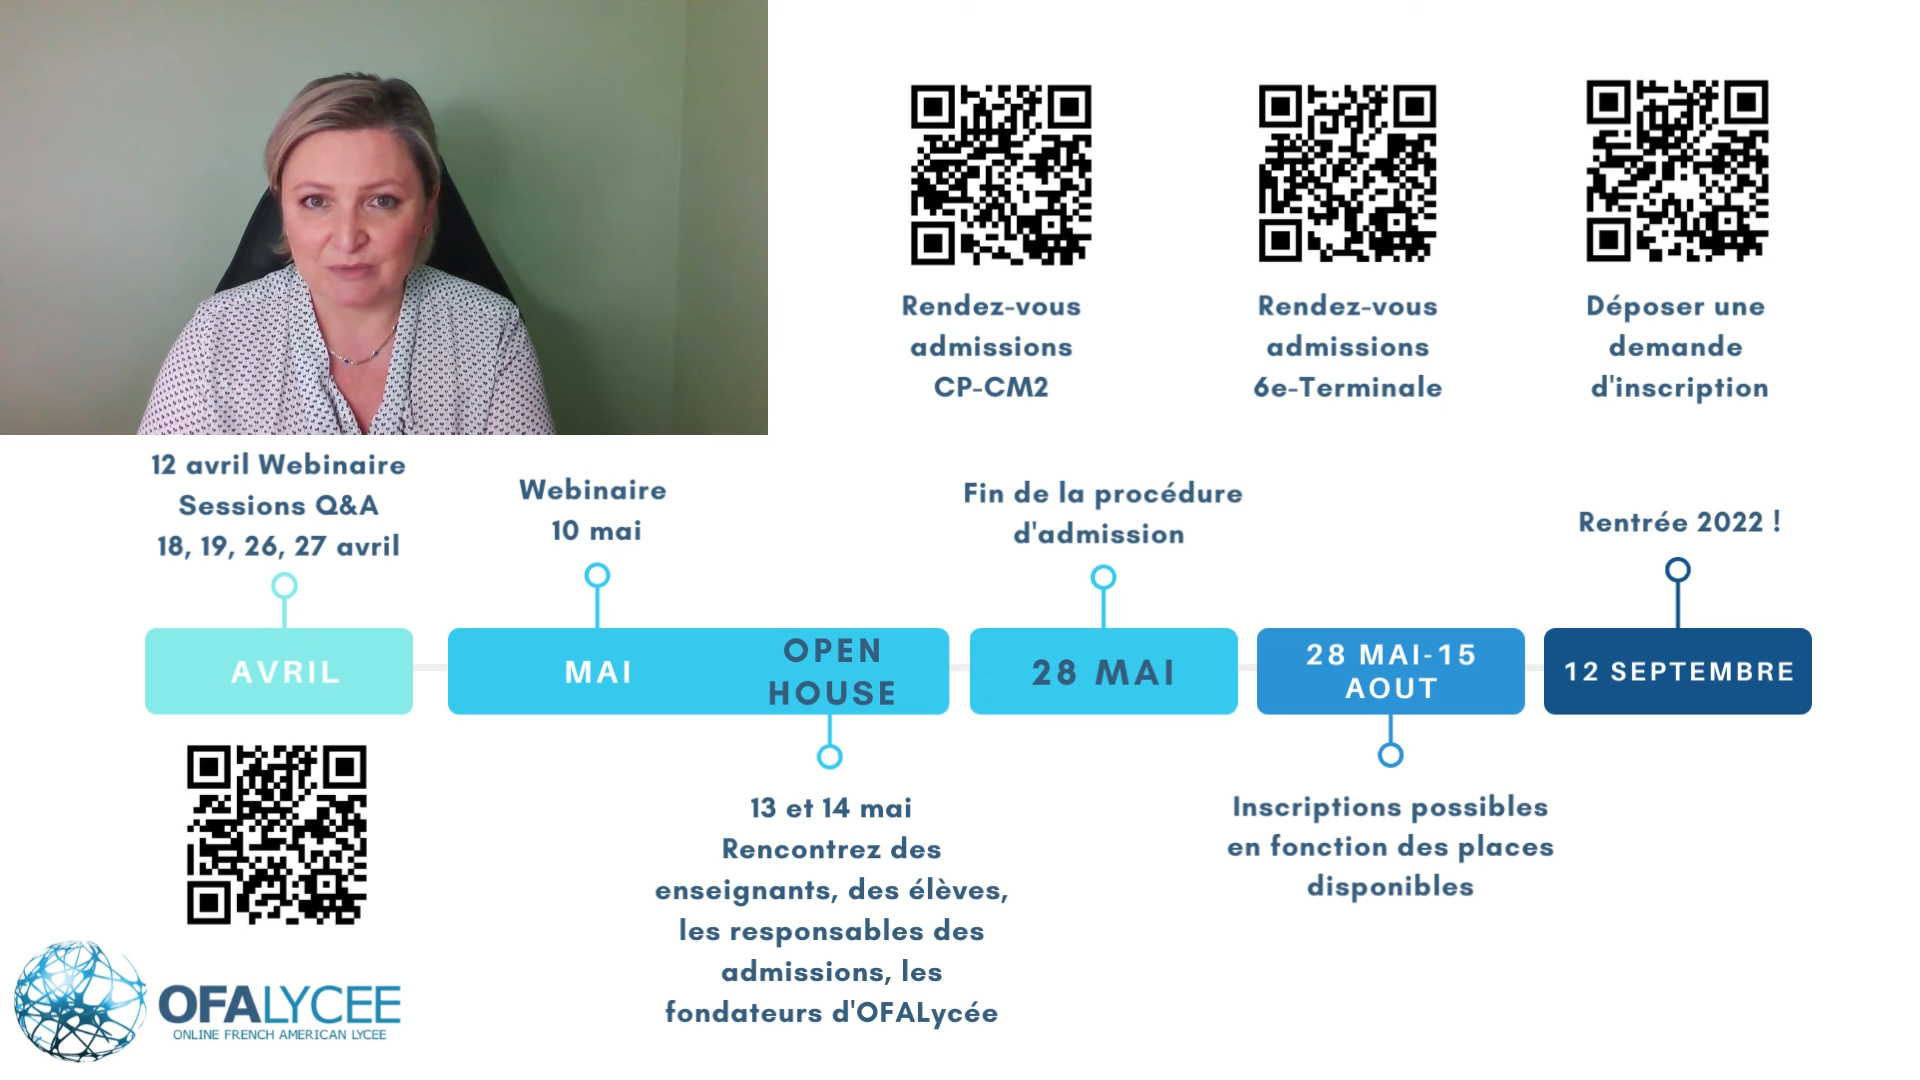 Rendez-vous
admissions
CP-CM2
Rendez-vous
admissions
6e-Terminale
Déposer une
demande
d'inscription
12 avril Webinaire
Sessions Q&A
18, 19, 26, 27 avril
Webinaire
10 mai
Fin de la procédure
d'admission
Rentrée 2022 !
AVRIL
MAI
OPEN
HOUSE
28 MAI
28 MAI-15
AOUT
12 SEPTEMBRE
13 et 14 mai
Rencontrez des
enseignants, des élèves,
les responsables des
admissions, les
fondateurs d'OFALycée
Inscriptions possibles
en fonction des places
disponibles
OFALYCEE
ONLINE FRENCH AMERICAN LYCEE